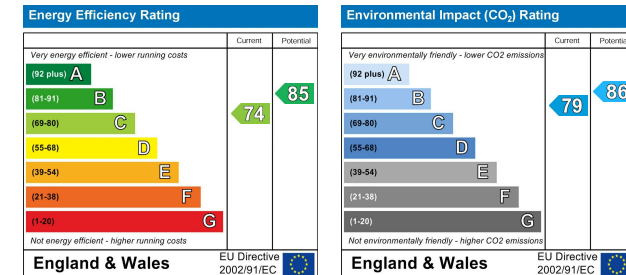 Energy Efficiency Rating
Current Potential
Very energy efficient - lower running costs
(92 plus) A
(81-91) B
(69-80) C
(55-68) D
(39-54) E
(21-38) F
(1-20) G
74
85
Not energy efficient - higher running costs
England & Wales
EU Directive
2002/91/EC
Environmental Impact (CO₂) Rating
Current Potential
Very environmentally friendly - lower CO2 emissions
(92 plus) A
(81-91) B
(69-80) C
(55-68) D
(39-54) E
(21-38) F
(1-20) G
79
86
Not environmentally friendly - higher CO2 emissions
England & Wales
EU Directive
2002/91/EC